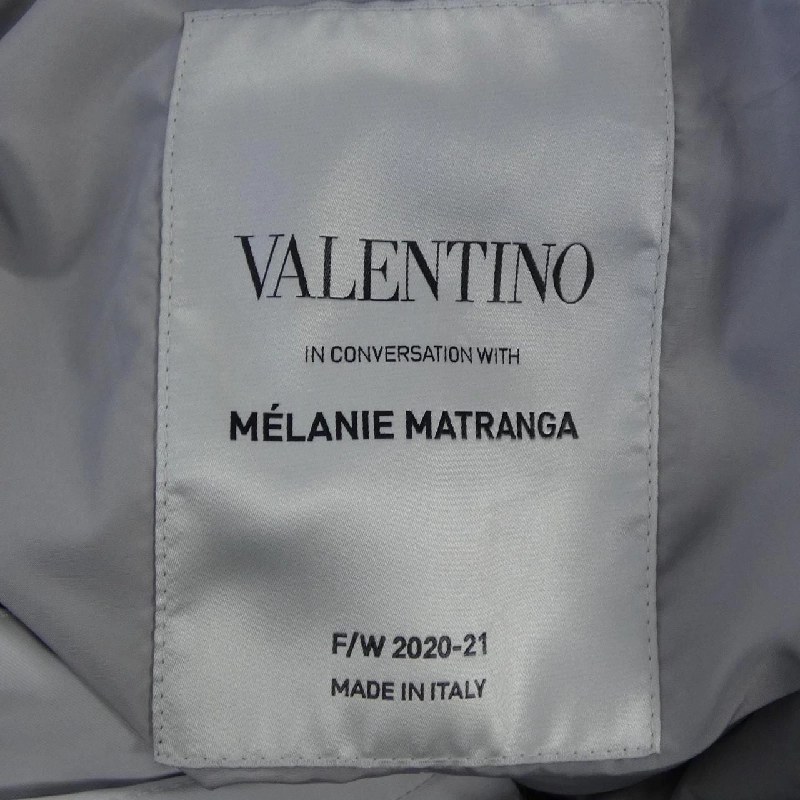 VALENTINO
IN CONVERSATION WITH
MÉLANIE MATRANGA
F/W 2020-21
MADE IN ITALY